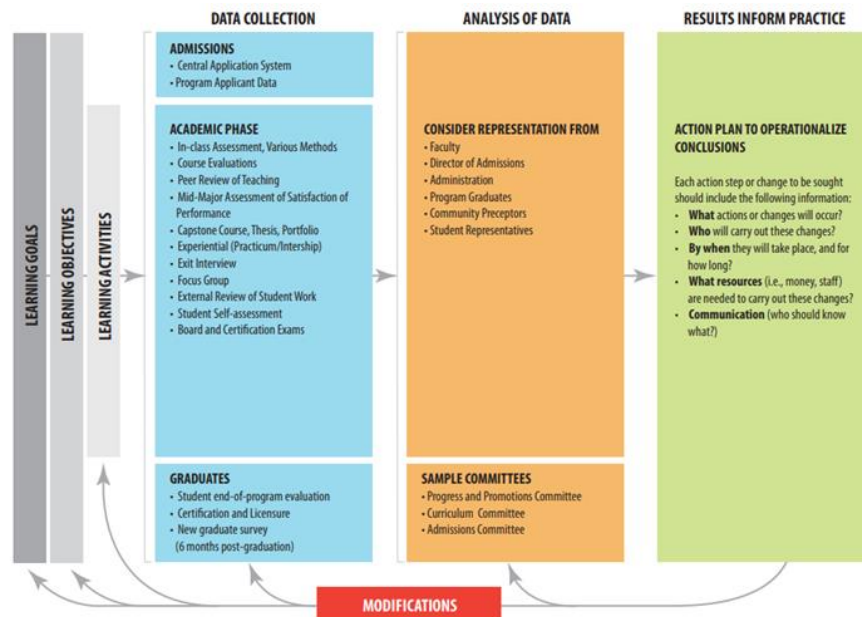 DATA COLLECTION
ANALYSIS OF DATA
RESULTS INFORM PRACTICE
LEARNING GOALS
LEARNING OBJECTIVES
LEARNING ACTIVITIES
ADMISSIONS
• Central Application System
• Program Applicant Data
ACADEMIC PHASE
• In-class Assessment, Various Methods
• Course Evaluations
• Peer Review of Teaching
• Mid-Major Assessment of Satisfaction of
Performance
• Capstone Course, Thesis, Portfolio
• Experiential (Practicum/Intership)
• Exit Interview
• Focus Group
• External Review of Student Work
• Student Self-assessment
• Board and Certification Exams
GRADUATES
• Student end-of-program evaluation
• Certification and Licensure
• New graduate survey
(6 months post-graduation)
CONSIDER REPRESENTATION FROM
• Faculty
• Director of Admissions
• Administration
• Program Graduates
• Community Preceptors
• Student Representatives
SAMPLE COMMITTEES
• Progress and Promotions Committee
• Curriculum Committee
• Admissions Committee
ACTION PLAN TO OPERATIONALIZE
CONCLUSIONS
Each action step or change to be sought
should include the following information:
• What actions or changes will occur?
• Who will carry out these changes?
• By when they will take place, and for
how long?
• What resources (i.e., money, staff)
are needed to carry out these changes?
• Communication (who should know
what?)
MODIFICATIONS